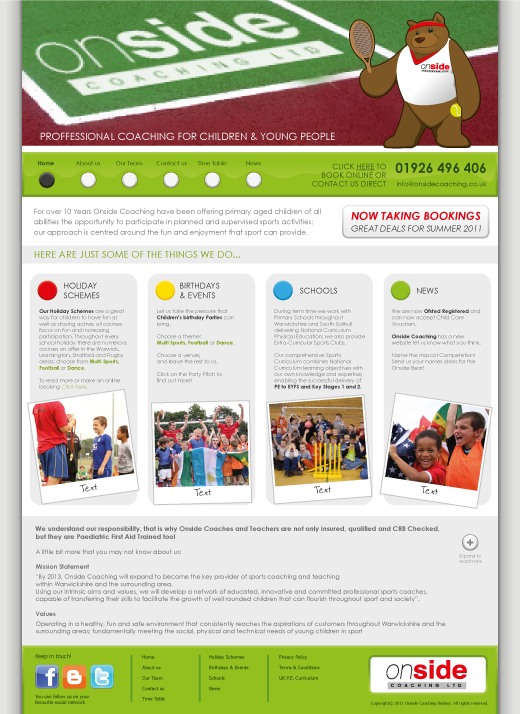 onside
COACHING LTD
onside
PROFFESSIONAL COACHING FOR CHILDREN & YOUNG PEOPLE
Home
About us
Our Team
Contact us
Time Table
News
CLICK HERE TO
BOOK ONLINE OR
CONTACT US DIRECT
01926 496 406
info@onsidecoaching.co.uk
For over 10 Years Onside Coaching have been offering primary aged children of all
abilities the opportunity to participate in planned and supervised sports activities;
our approach is centred around the fun and enjoyment that sport can provide.
NOW TAKING BOOKINGS
GREAT DEALS FOR SUMMER 2011
HERE ARE JUST SOME OF THE THINGS WE DO...
HOLIDAY
SCHEMES
Our Holiday Schemes are a great
way for children to have fun as
well as staying active; all courses
focus on fun and increasing
participation. Throughout every
school holiday there are numerous
courses on offer in the Warwick,
Leamington, Stratford and Rugby
areas; choose from Multi Sports,
Football or Dance.
To read more or make an online
booking Click here.
Text
BIRTHDAYS
& EVENTS
Let us take the pressure that
Children's birthday Parties can
bring.
Choose a theme:
Multi Sports, Football or Dance.
Choose a venue;
and leave the rest to us.
Click on the Party Pitch to
find out more!
Text
SCHOOLS
During term time we work with
Primary Schools throughout
Warwickshire and South Solihull
delivering National Curriculum
Physical Education; we also provide
Extra-Curricular Sports Clubs.
Our comprehensive Sports
Curriculum combines National
Curriculum learning objectives with
our own knowledge and expertise;
enabling the successful delivery of
PE to EYFS and Key Stages 1 and 2.
Text
NEWS
We are now Ofsted Registered and
can now accept Child Care
Vouchers.
Onside Coaching has a new
website let us know what you think.
Name the mascot Competetion!
Send us your names ideas for the
Onside Bear!
Text
We understand our responsibility, that is why Onside Coaches and Teachers are not only insured, qualified and CRB Checked,
but they are Paediatric First Aid Trained too!
A little bit more that you may not know about us:
Mission Statement
"By 2013, Onside Coaching will expand to become the key provider of sports coaching and teaching
within Warwickshire and the surrounding area.
Using our intrinsic aims and values, we will develop a network of educated, innovative and committed professional sports coaches,
capable of transferring their skills to facilitate the growth of well rounded children that can flourish throughout sport and society".
Values
Operating in a healthy, fun and safe environment that consistently reaches the aspirations of customers throughout Warwickshire and the
surrounding areas; fundamentally meeting the social, physical and technical needs of young children in sport
Expand to
read more
Keep in touch!
You can follow us on your
favourite social network
Home
About us
Our Team
Contact us
Time Table
Holiday Schemes
Birthdays & Events
Schools
News
Privacy Policy
Terms & Conditions
UK P.E. Curriculum
onside
COACHING LTD
Copyright© 2011 Onside Coaching limited. All rights reserved.